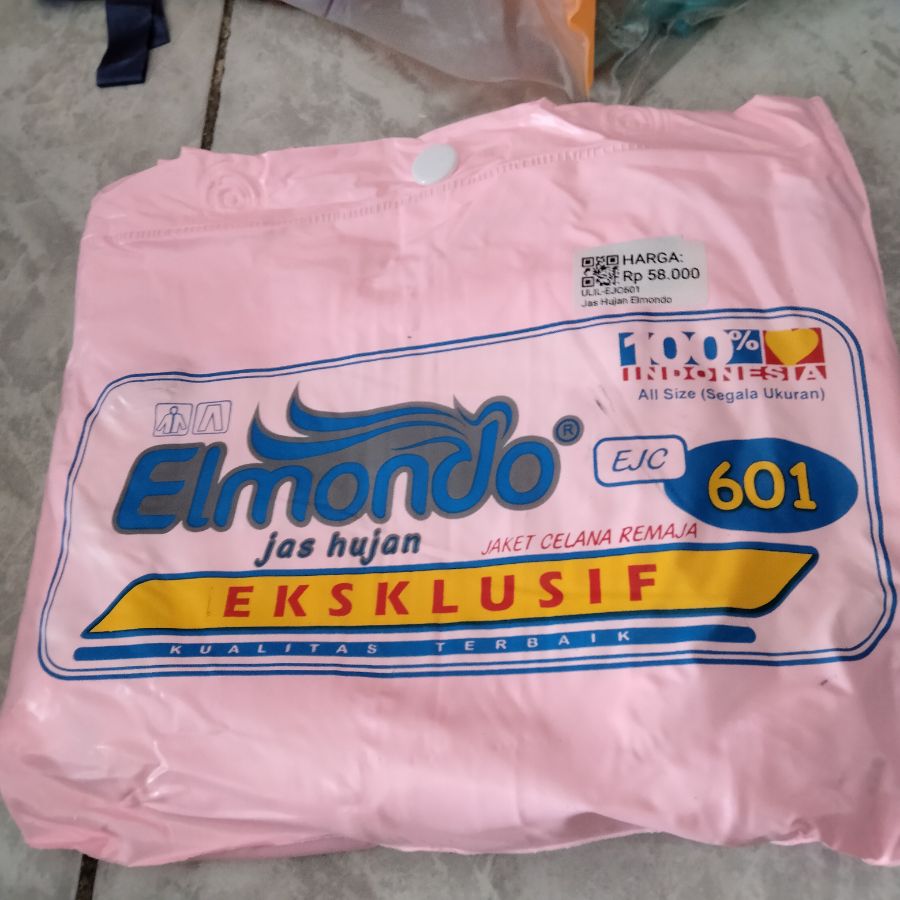 HARGA:
Rp 58.000
ULIL-EJC601
Jas Hujan Elmondo
100%
INDONESIA
All Size (Segala Ukuran)
Elmondo®
EJC
601
jas hujan
JAKET CELANA REMAJA
EKSKLUSIF
KUALITAS TERBAIK